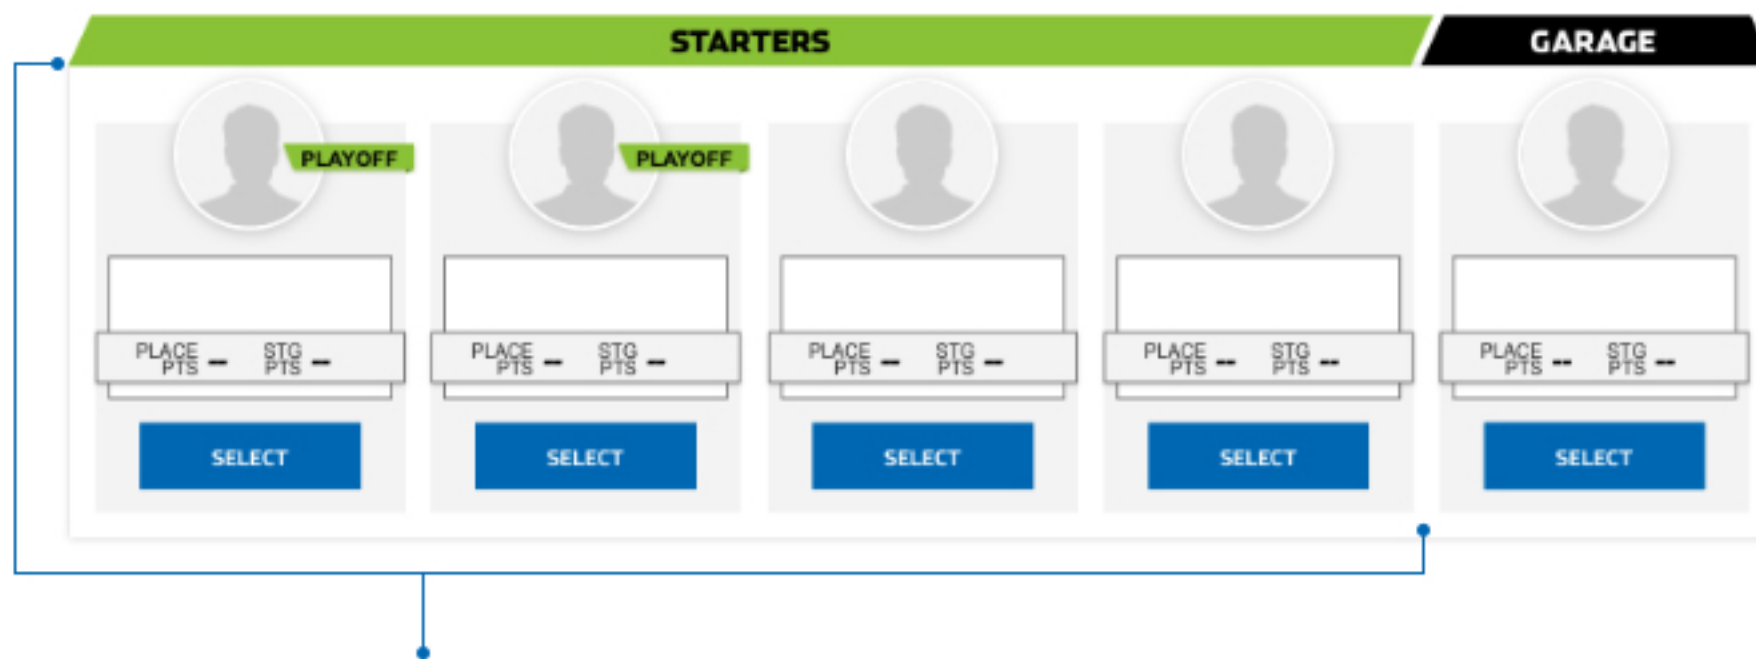 STARTERS GARAGE
PLAYOFF PLAYOFF
PLACE PTS -- STG PTS -- PLACE PTS -- STG PTS -- PLACE PTS -- STG PTS -- PLACE PTS -- STG PTS -- PLACE PTS -- STG PTS --
SELECT SELECT SELECT SELECT SELECT